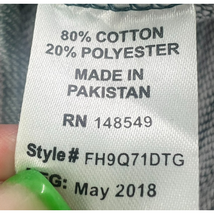 80% COTTON
20% POLYESTER
MADE IN
PAKISTAN
RN 148549
Style# FH9Q71DTG
May 2018